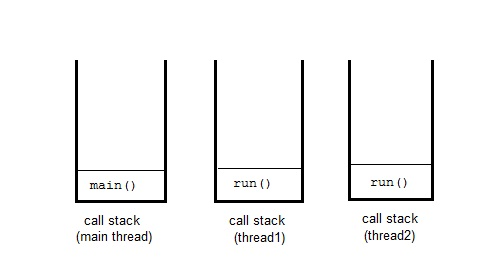 main()
run()
run()
call stack
(main thread)
call stack
(thread1)
call stack
(thread2)